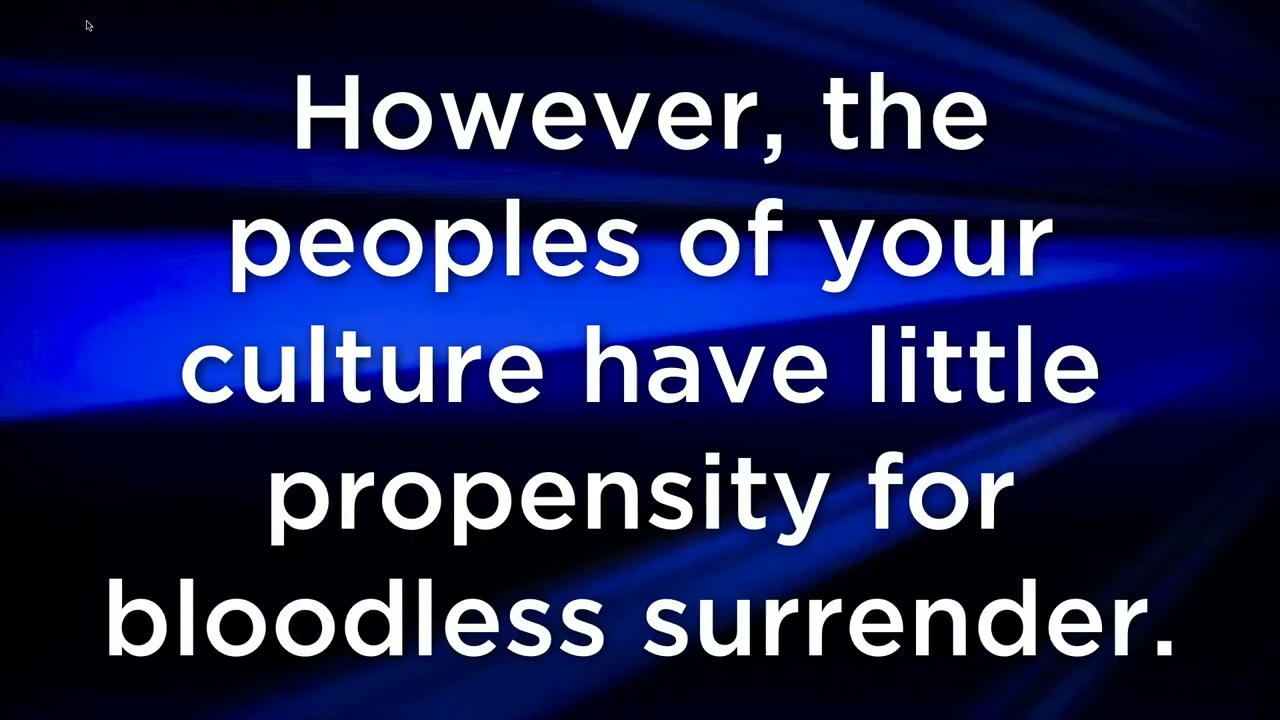 However, the
peoples of your
culture have little
propensity for
bloodless surrender.